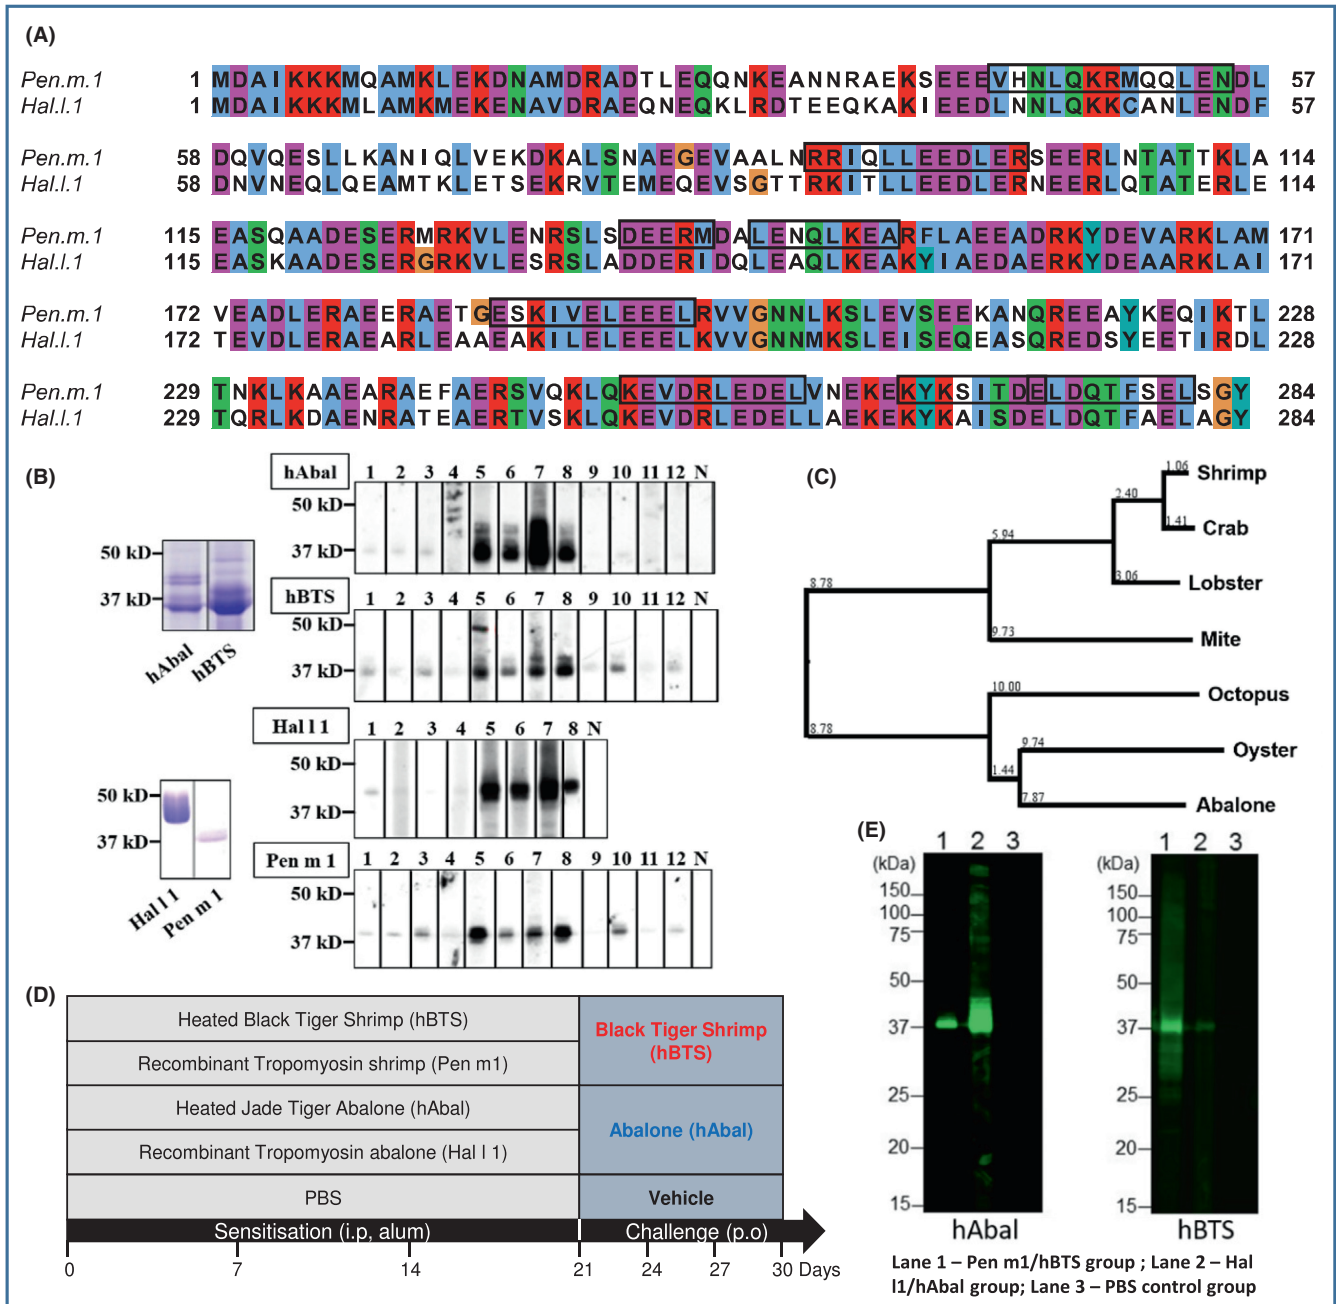 (A)
Pen.m.1 1 MDAIKKKMQAMKLEKDNAMDRADTLEQQNKEANNRAEKSEEEVHNLQKRMQQLENDL 57
Hal.l.1 1 MDAIKKKMLAMKMEKENAVDRAEQNEQKLRDTEEQKAKIEEDLNNLQKKCANLENDF 57
Pen.m.1 58 DQVQESLLKANIQLVEKDKALSNAEGEVAALNRRIQLLEEDLERSEERLNTATTKLA 114
Hal.l.1 58 DNVNEQLQEAMTKLETSEKRVTEMEQEVSGTTRKITLLEEDLERNEERLQTATERLE 114
Pen.m.1 115 EASQAADESERMRKVLENRSLSDEERMDALENQLKEARFLAEEADRKYDEVARKLAM 171
Hal.l.1 115 EASKAADESERGRKVLESRSLADDERIDQLEAQLKEAKYIAEDAERKYDEAARKLAI 171
Pen.m.1 172 VEADLERAEERAETGESKIVELEEELRVVGNNLKSLEVSEEKANQREEAYKEQIKTL 228
Hal.l.1 172 TEVDLERAEARLEAAEAKILELEEELKVVGNNMKSLEISEQEASQREDSYEETIRDL 228
Pen.m.1 229 TNKLKAAEARAEFAERSVQKLQKEVDRLEDELVNEKEKYKSITDELDQTFSELSGY 284
Hal.l.1 229 TQRLKDAENRATEAERTVSKLQKEVDRLEDELLAEKEKYKAISDELDQTFAELAGY 284
(B)
hAbal 1 2 3 4 5 6 7 8 9 10 11 12 N
50 kD
37 kD
50 kD
37 kD
hAbal hBTS
hBTS 1 2 3 4 5 6 7 8 9 10 11 12 N
50 kD
37 kD
Hal l 1 1 2 3 4 5 6 7 8 N
50 kD
37 kD
50 kD
37 kD
Hal l 1 Pen m 1
Pen m 1 1 2 3 4 5 6 7 8 9 10 11 12 N
50 kD
37 kD
(C)
1.06 Shrimp
2.40
1.41 Crab
5.94
3.06 Lobster
8.78
9.73 Mite
10.00 Octopus
8.78
9.74 Oyster
1.44
7.87 Abalone
(D)
Heated Black Tiger Shrimp (hBTS)
Recombinant Tropomyosin shrimp (Pen m1)
Black Tiger Shrimp
(hBTS)
Heated Jade Tiger Abalone (hAbal)
Recombinant Tropomyosin abalone (Hal l 1)
Abalone (hAbal)
PBS
Vehicle
Sensitisation (i.p, alum) Challenge (p.o)
0 7 14 21 24 27 30 Days
(E)
1 2 3
(kDa)
150
100
75
50
37
25
20
15
hAbal
1 2 3
(kDa)
150
100
75
50
37
25
20
15
hBTS
Lane 1 – Pen m1/hBTS group ; Lane 2 – Hal
l1/hAbal group; Lane 3 – PBS control group